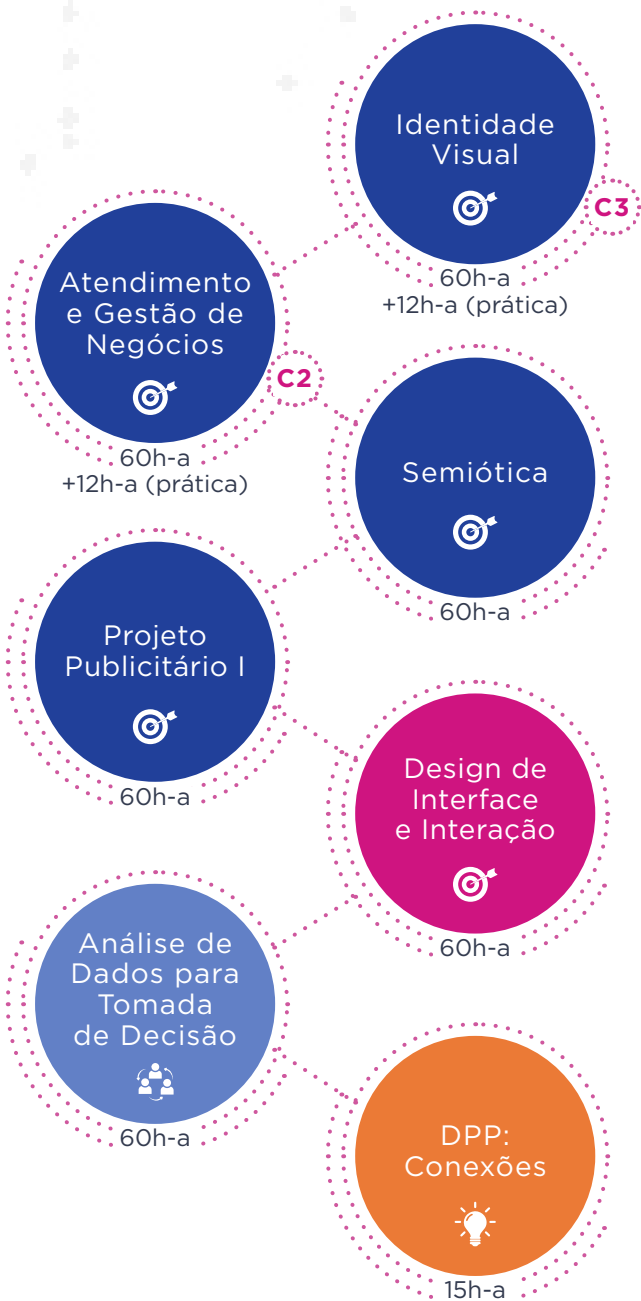 Identidade
Visual
C3
60h-a
+12h-a (prática)
Atendimento
e Gestão de
Negócios
C2
60h-a
+12h-a (prática)
Semiótica
60h-a
Projeto
Publicitário I
60h-a
Design de
Interface
e Interação
60h-a
Análise de
Dados para
Tomada
de Decisão
60h-a
DPP:
Conexões
15h-a